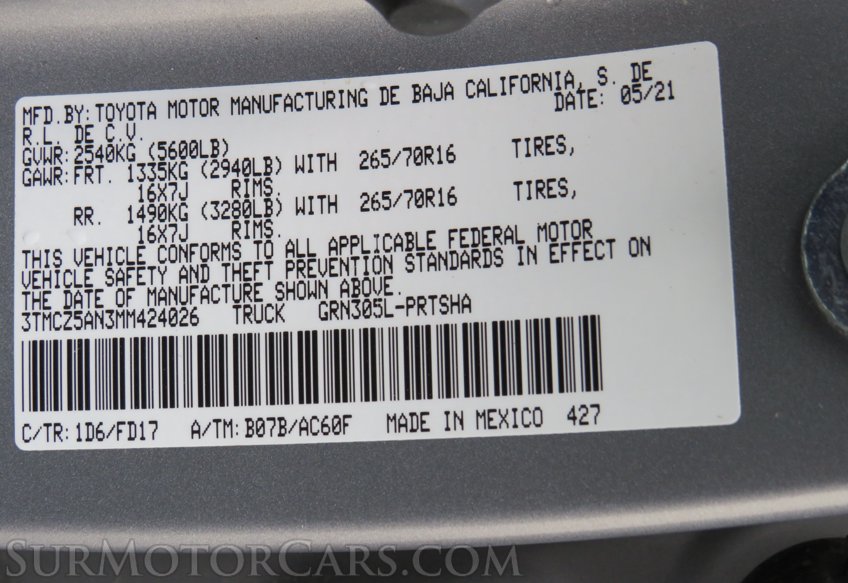 MFD.BY: TOYOTA MOTOR MANUFACTURING DE BAJA CALIFORNIA, S. DE
R.L. DE C.V. DATE: 05/21
GVWR: 2540KG (5600LB)
GAWR: FRT. 1335KG (2940LB) WITH 265/70R16 TIRES,
16X7J RIMS.
RR. 1490KG (3280LB) WITH 265/70R16 TIRES,
16X7J RIMS.
THIS VEHICLE CONFORMS TO ALL APPLICABLE FEDERAL MOTOR
VEHICLE SAFETY AND THEFT PREVENTION STANDARDS IN EFFECT ON
THE DATE OF MANUFACTURE SHOWN ABOVE.
3TMCZ5AN3MM424026 TRUCK GRN305L-PRTSHA
C/TR: 1D6/FD17 A/TM: B07B/AC60F MADE IN MEXICO 427
SurMotorCars.com